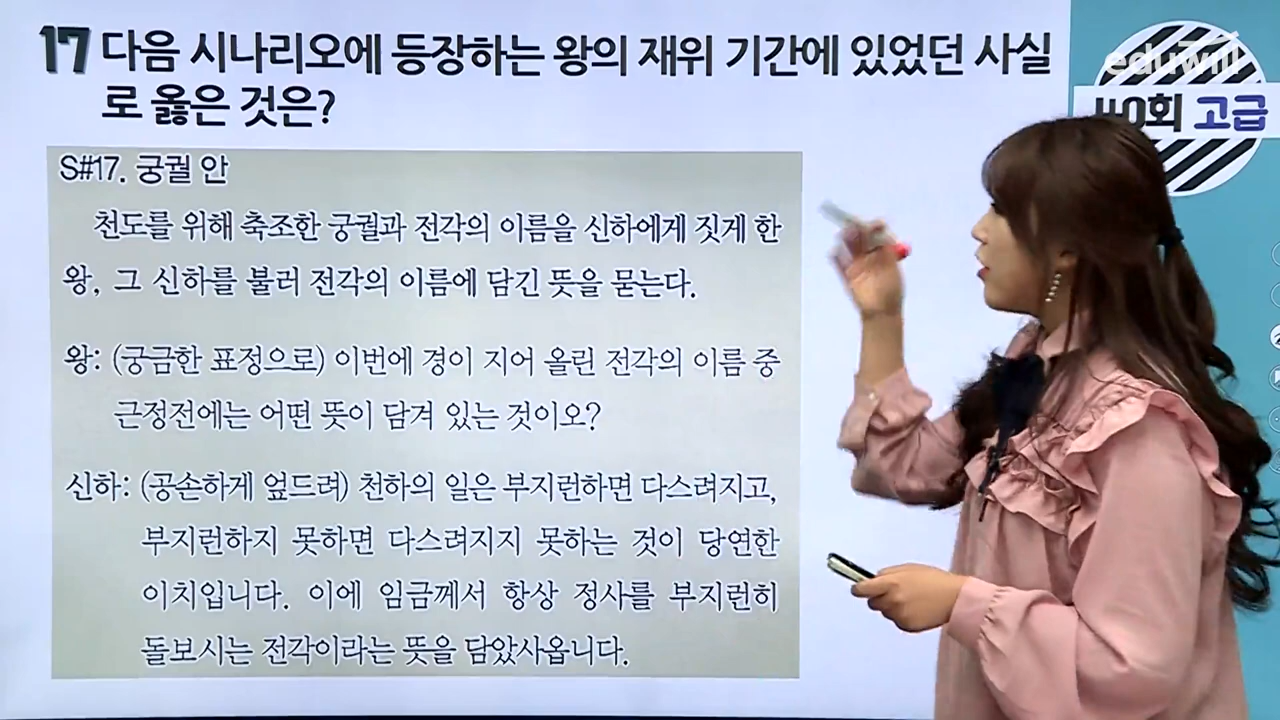 17 다음 시나리오에 등장하는 왕의 재위 기간에 있었던 사실
로 옳은 것은?
eduwill
40회 고급
S#17. 궁궐 안
천도를 위해 축조한 궁궐과 전각의 이름을 신하에게 짓게 한
왕, 그 신하를 불러 전각의 이름에 담긴 뜻을 묻는다.
왕: (궁금한 표정으로) 이번에 경이 지어 올린 전각의 이름 중
근정전에는 어떤 뜻이 담겨 있는 것이오?
신하: (공손하게 엎드려) 천하의 일은 부지런하면 다스려지고,
부지런하지 못하면 다스려지지 못하는 것이 당연한
이치입니다. 이에 임금께서 항상 정사를 부지런히
돌보시는 전각이라는 뜻을 담았사옵니다.